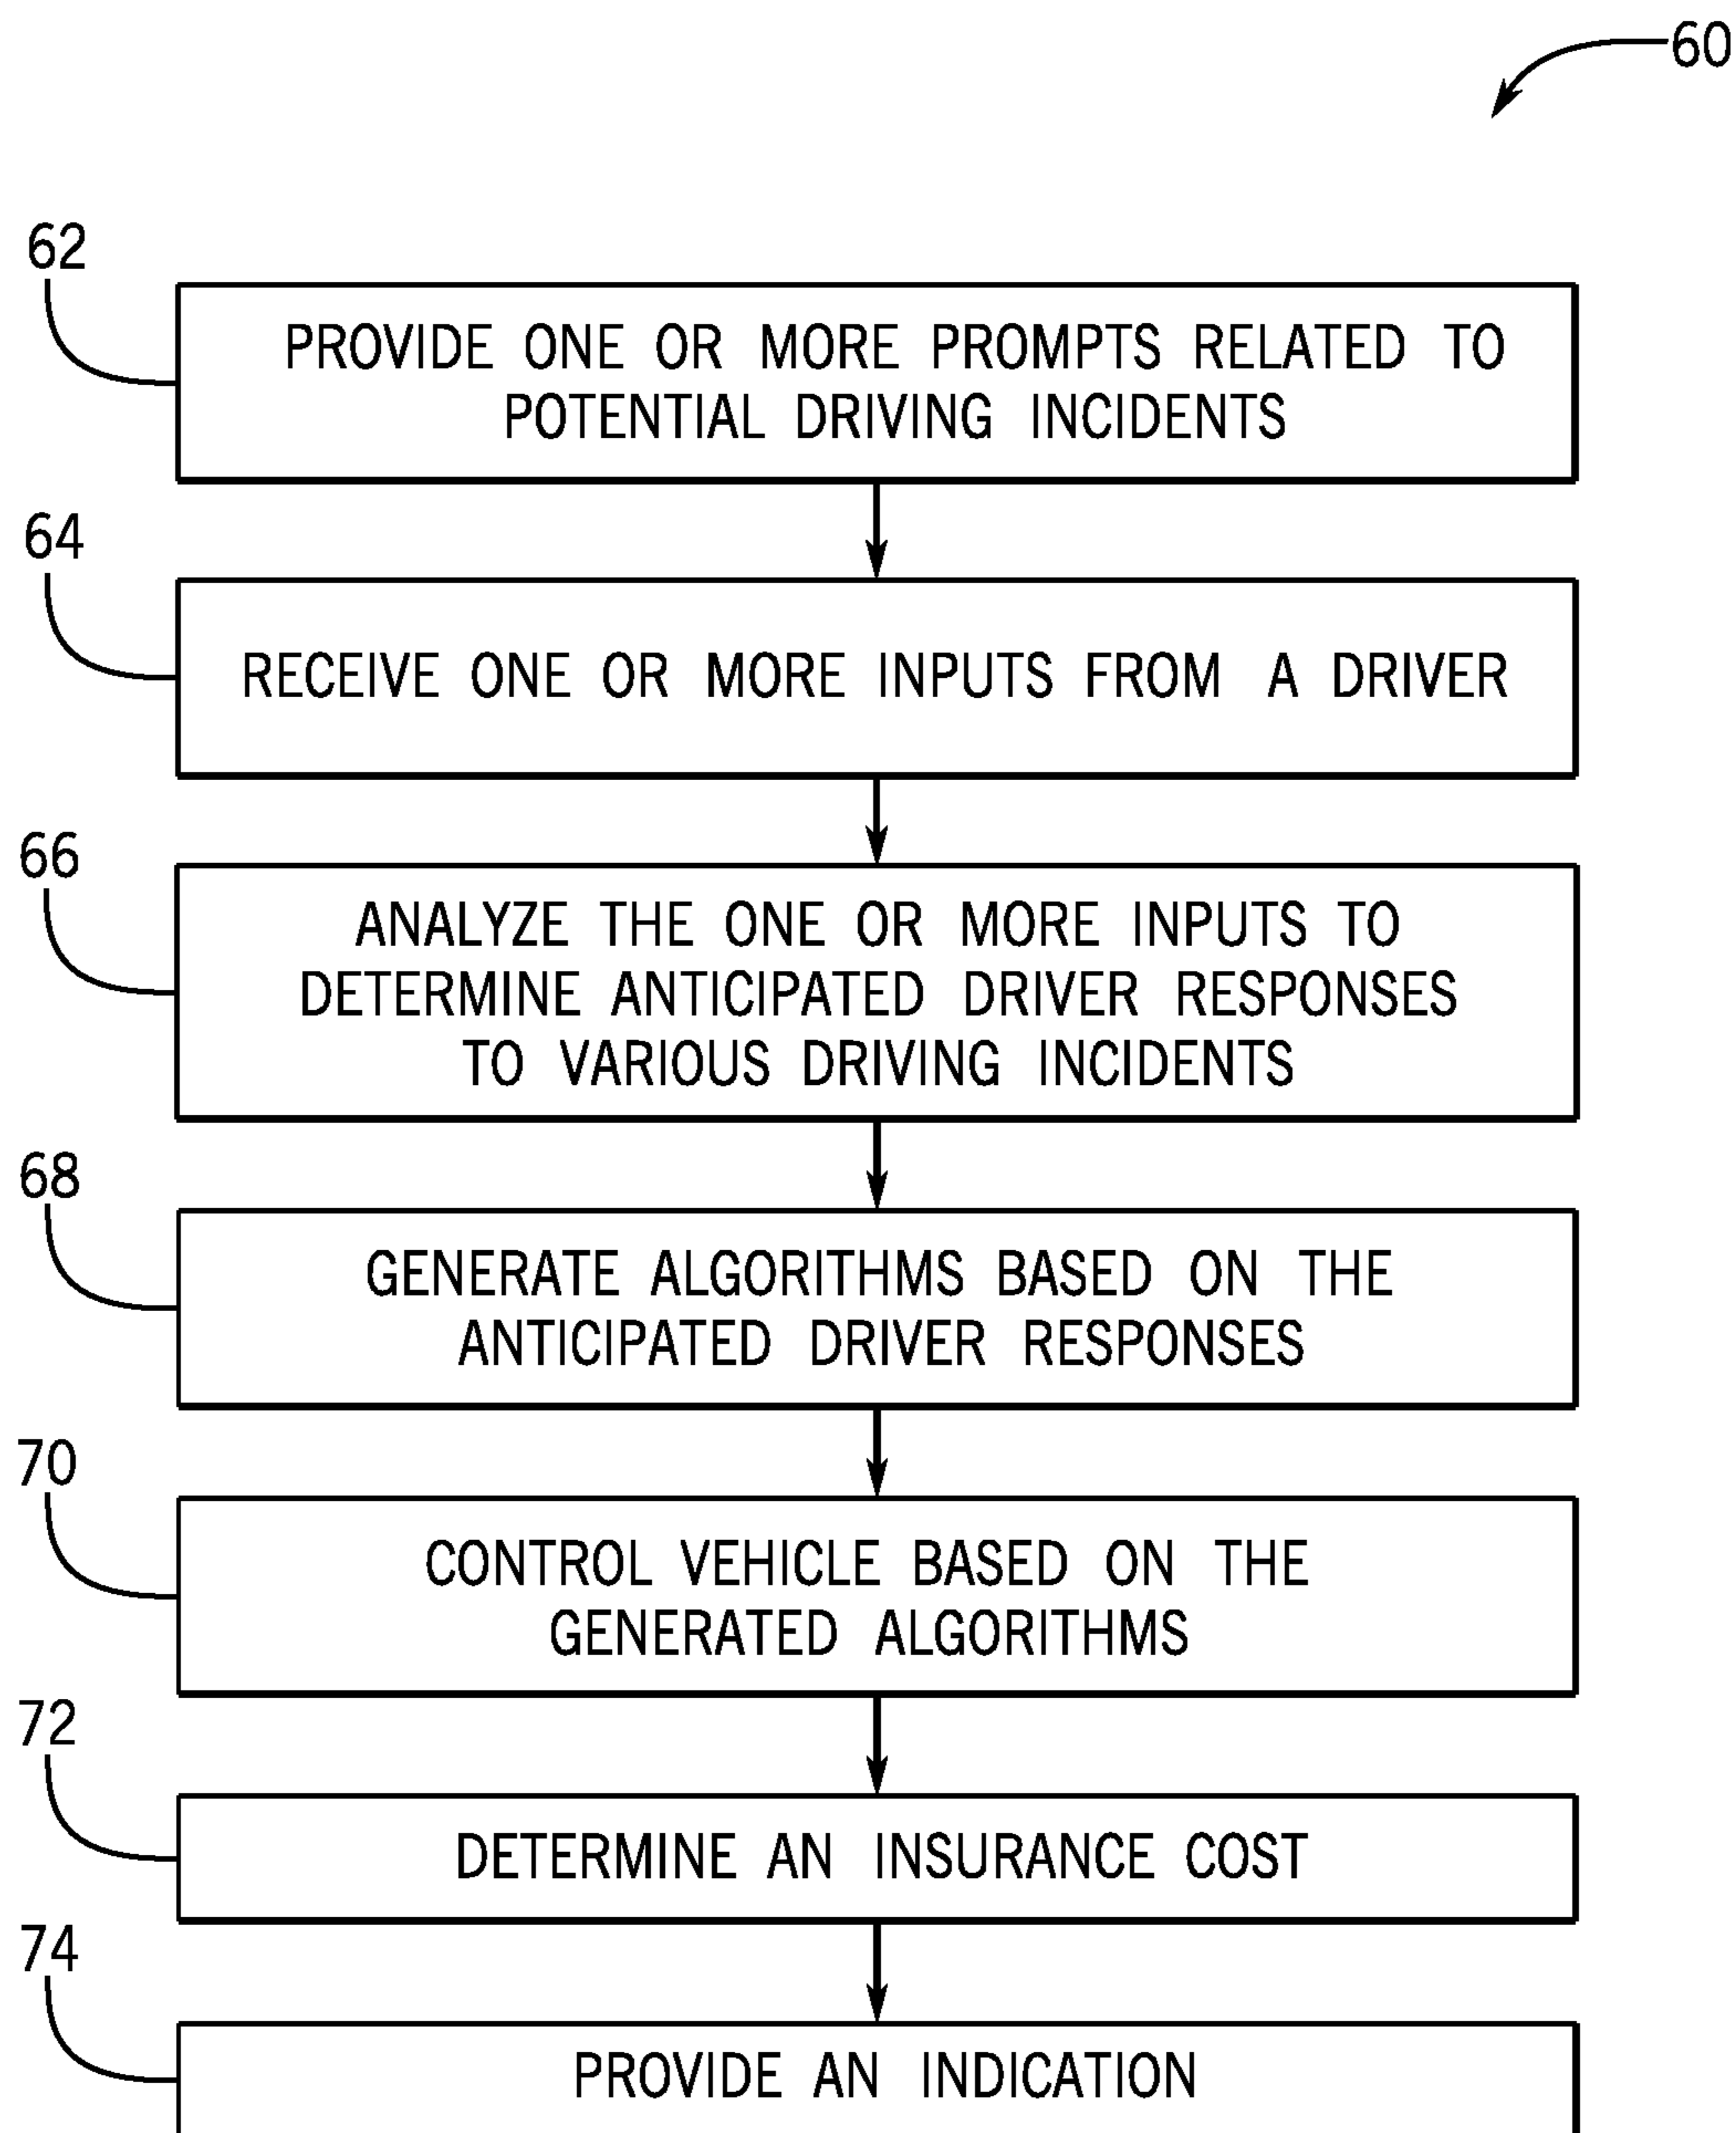 60
62
PROVIDE ONE OR MORE PROMPTS RELATED TO
POTENTIAL DRIVING INCIDENTS
64
RECEIVE ONE OR MORE INPUTS FROM A DRIVER
66
ANALYZE THE ONE OR MORE INPUTS TO
DETERMINE ANTICIPATED DRIVER RESPONSES
TO VARIOUS DRIVING INCIDENTS
68
GENERATE ALGORITHMS BASED ON THE
ANTICIPATED DRIVER RESPONSES
70
CONTROL VEHICLE BASED ON THE
GENERATED ALGORITHMS
72
DETERMINE AN INSURANCE COST
74
PROVIDE AN INDICATION